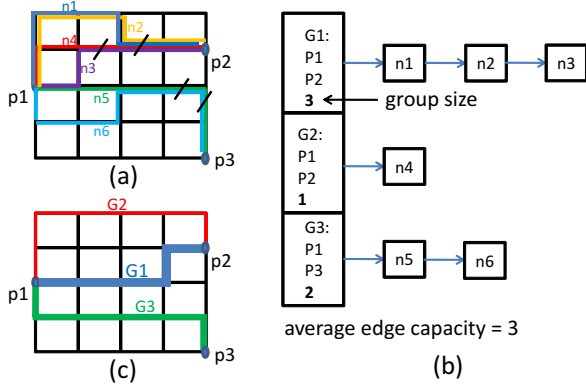 n1
n2
n4
n3
p2
p1
n5
n6
p3
(a)
G2
p1
G1
p2
G3
p3
(c)
G1:
P1
P2
3
n1
n2
n3
group size
G2:
P1
P2
1
n4
G3:
P1
P3
2
n5
n6
average edge capacity = 3
(b)